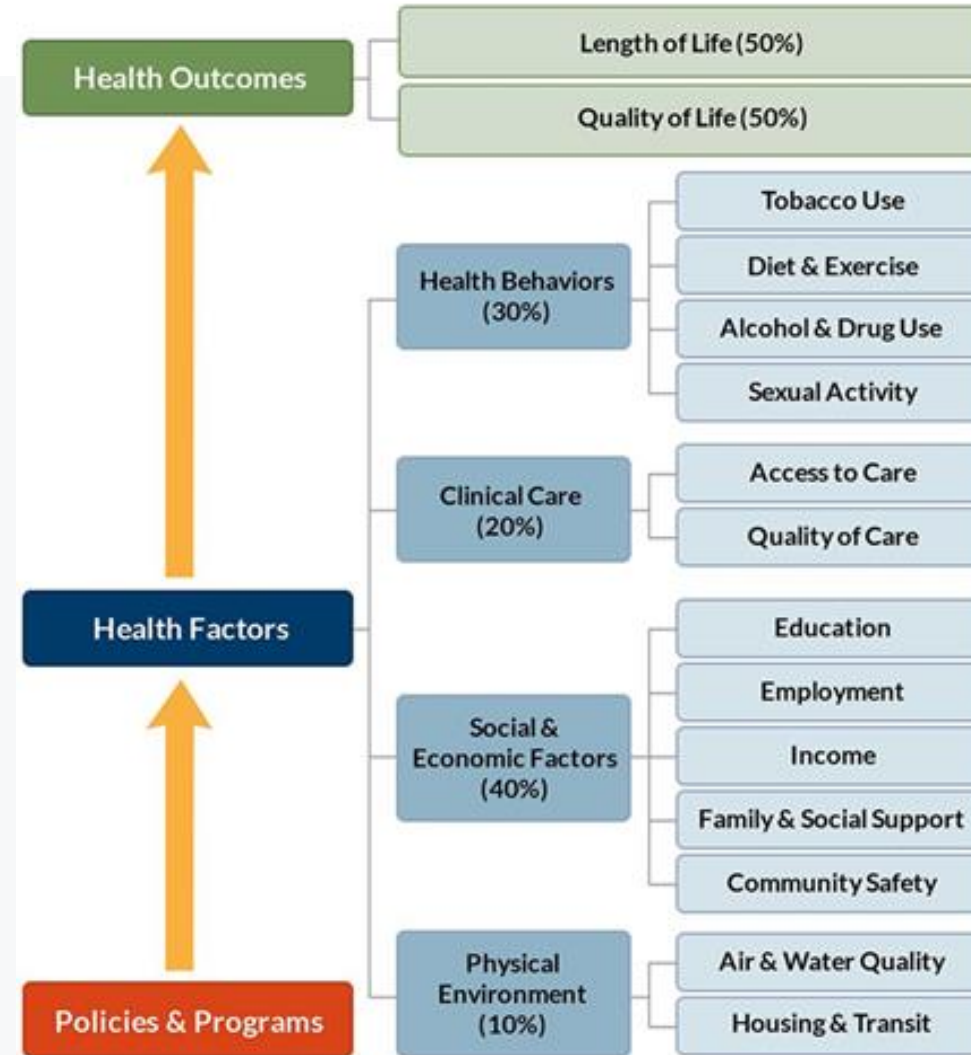 Health Outcomes
Length of Life (50%)
Quality of Life (50%)
Health Factors
Health Behaviors
(30%)
Tobacco Use
Diet & Exercise
Alcohol & Drug Use
Sexual Activity
Clinical Care
(20%)
Access to Care
Quality of Care
Social &
Economic Factors
(40%)
Education
Employment
Income
Family & Social Support
Community Safety
Physical
Environment
(10%)
Air & Water Quality
Housing & Transit
Policies & Programs